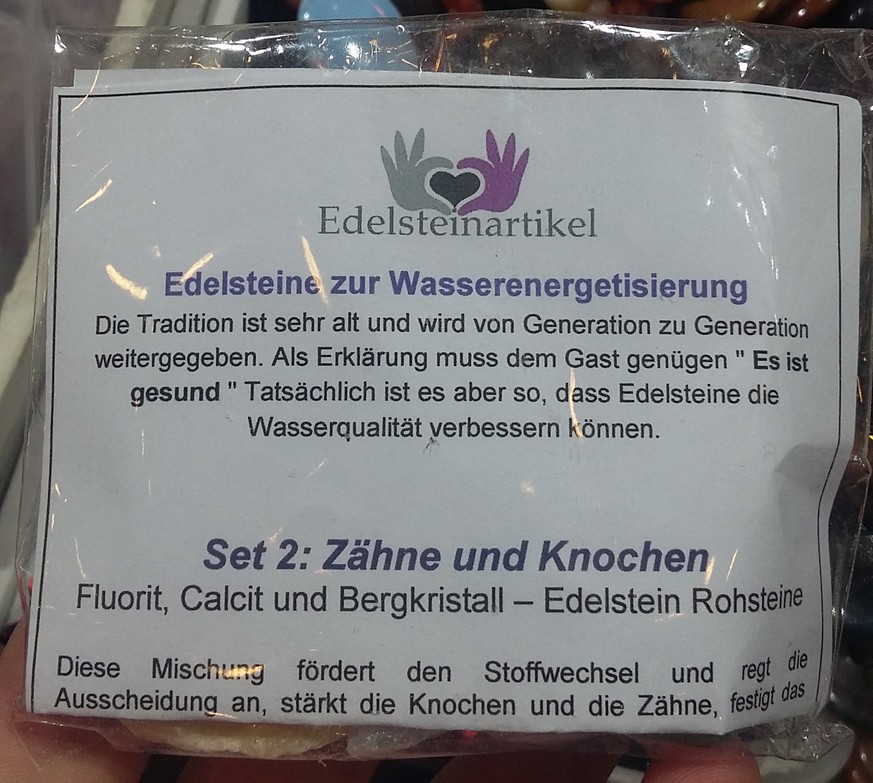 Edelsteinartikel
Edelsteine zur Wasserenergetisierung
Die Tradition ist sehr alt und wird von Generation zu Generation
weitergegeben. Als Erklärung muss dem Gast genügen " Es ist
gesund " Tatsächlich ist es aber so, dass Edelsteine die
Wasserqualität verbessern können.
Set 2: Zähne und Knochen
Fluorit, Calcit und Bergkristall – Edelstein Rohsteine
Diese Mischung fördert den Stoffwechsel und regt die
Ausscheidung an, stärkt die Knochen und die Zähne, festigt das